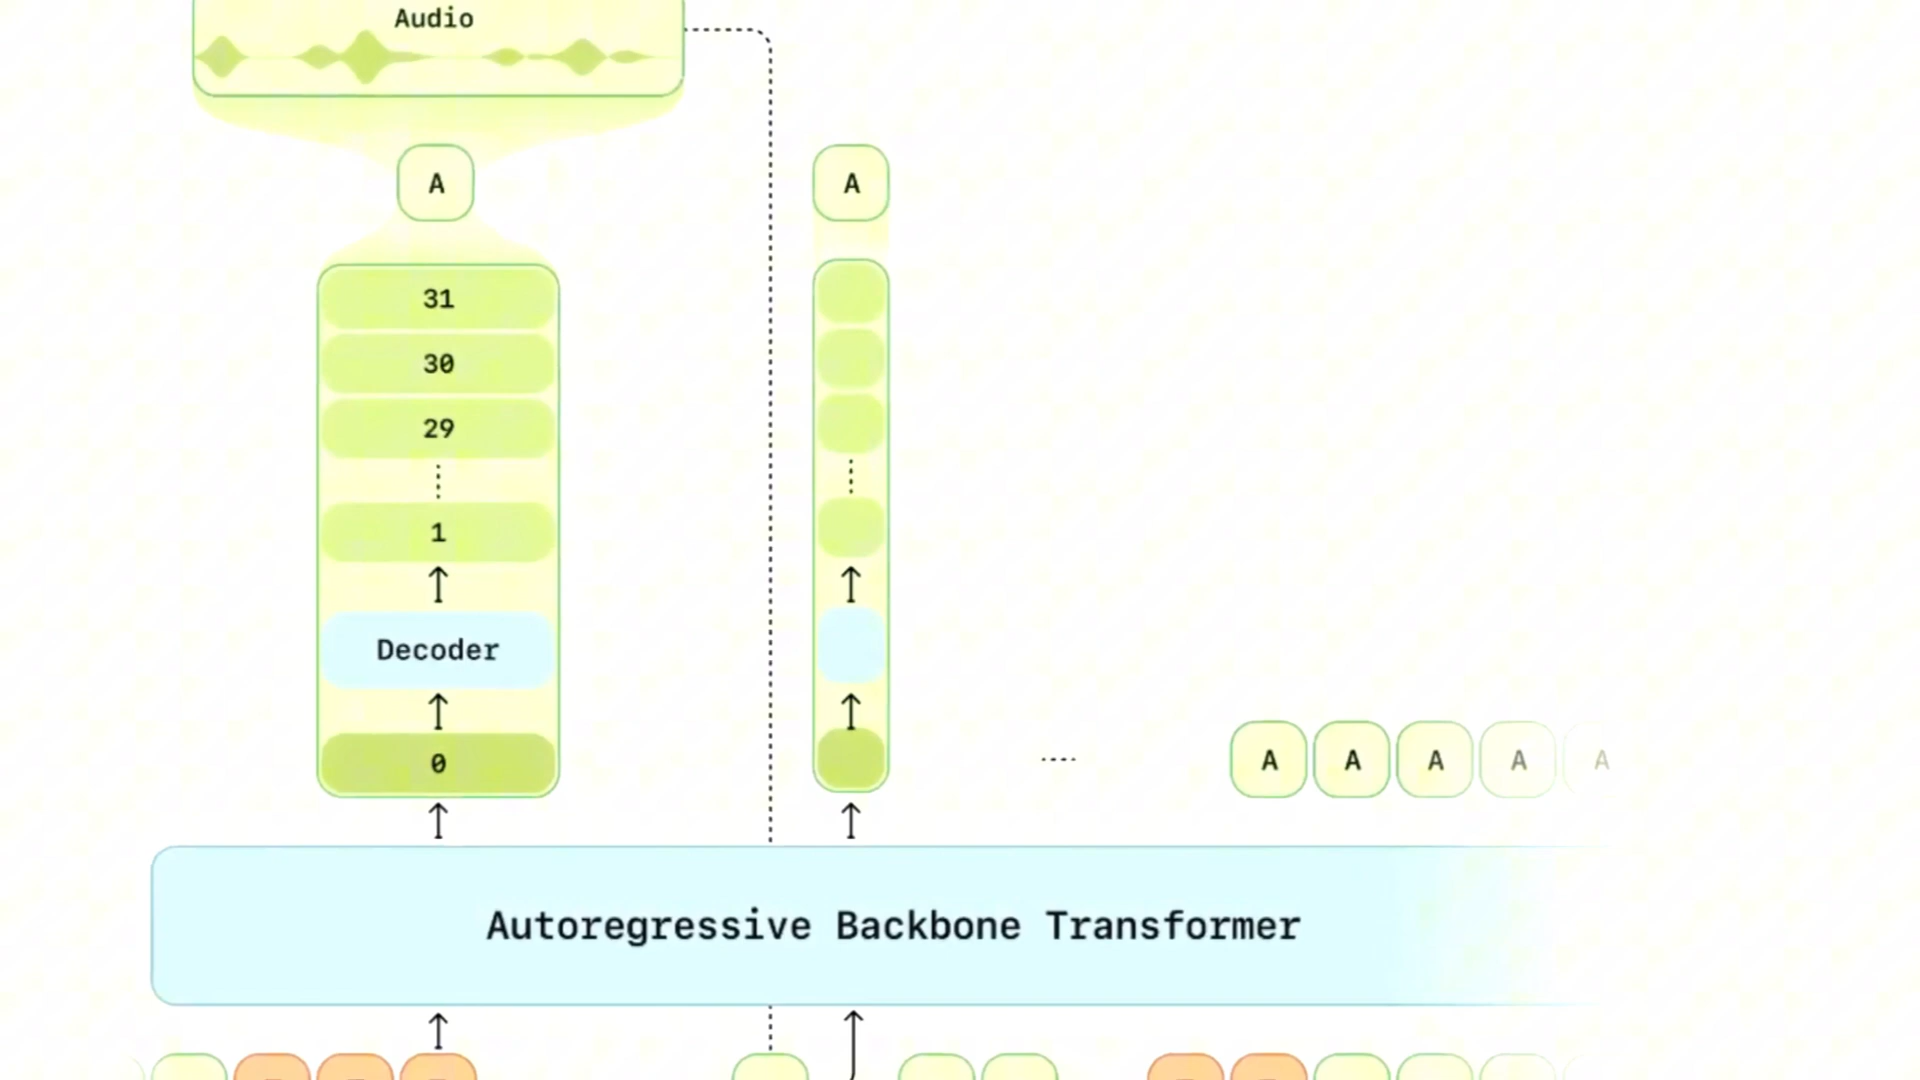 Audio
A
A
31
30
29
1
Decoder
0
A A A A A
Autoregressive Backbone Transformer